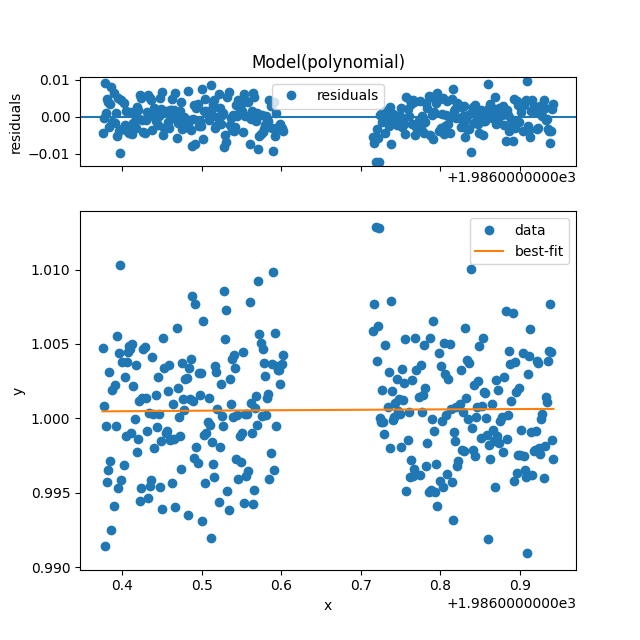 Model(polynomial)
0.01
0.00
−0.01
residuals
residuals
+1.9860000000e3
1.010
1.005
1.000
0.995
0.990
y
data
best-fit
0.4 0.5 0.6 0.7 0.8 0.9
x
+1.9860000000e3